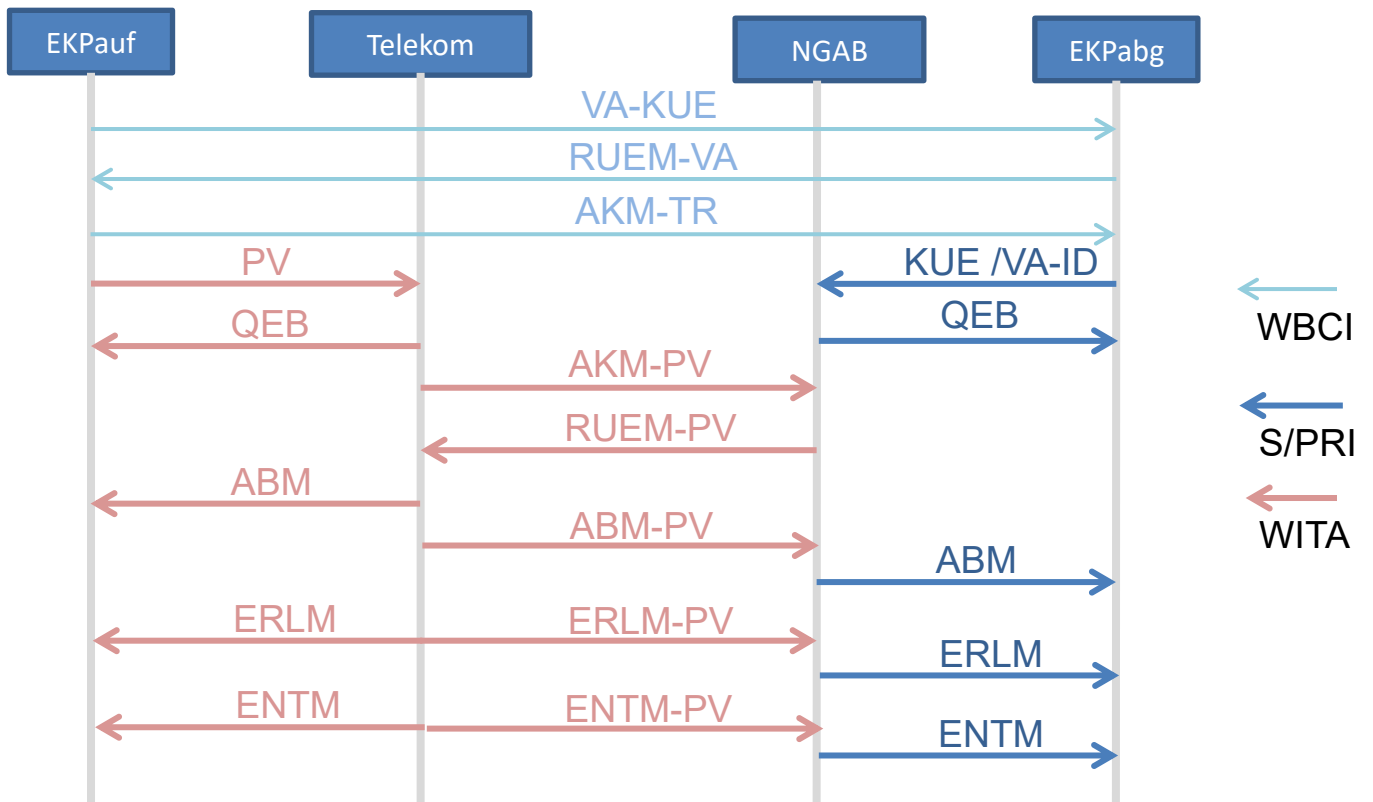 EKPauf
Telekom
NGAB
EKPabg
VA-KUE
RUEM-VA
AKM-TR
PV
KUE /VA-ID
QEB
QEB
WBCI
AKM-PV
RUEM-PV
S/PRI
ABM
ABM-PV
WITA
ABM
ERLM
ERLM-PV
ERLM
ENTM
ENTM-PV
ENTM